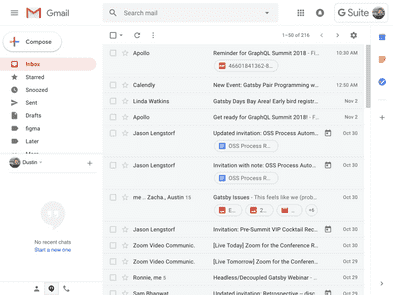 Gmail
Search mail
G Suite
Compose
1–50 of 216
Inbox
Starred
Snoozed
Sent
Drafts
figma
Later
More
Dustin
No recent chats
Start a new one
Apollo
Reminder for GraphQL Summit 2018 - Fi…
10:30 AM
46601841362-8…
Calendly
New Event: Gatsby Pair Programming w…
12:50 AM
Linda Watkins
Gatsby Days Bay Area! Early bird registr…
Nov 2
Apollo
Get ready for GraphQL Summit 2018! -
Nov 2
Jason Lengstorf
Updated invitation: OSS Process Autom…
Oct 30
OSS Process R…
Jason Lengstorf
Invitation with note: OSS Process Auto…
Oct 30
OSS Process R…
me .. Zacha., Austin 16
Gatsby Issues - This feels like we (prob…
Oct 30
E…
2…
+6
Jason Lengstorf
Invitation: Pre-Summit VIP Cocktail Rec…
Oct 30
Zoom Video Communic.
[Live Today] Zoom for the Conference R…
Oct 30
Zoom Video Communic.
[Live Tomorrow] Zoom for the Conferenc…
Oct 29
Ronnie, me 5
Headless/Decoupled Gatsby Webinar -
Oct 29
Sam Bhagwat
Updated invitation: Retrospective -- disc…
Oct 29